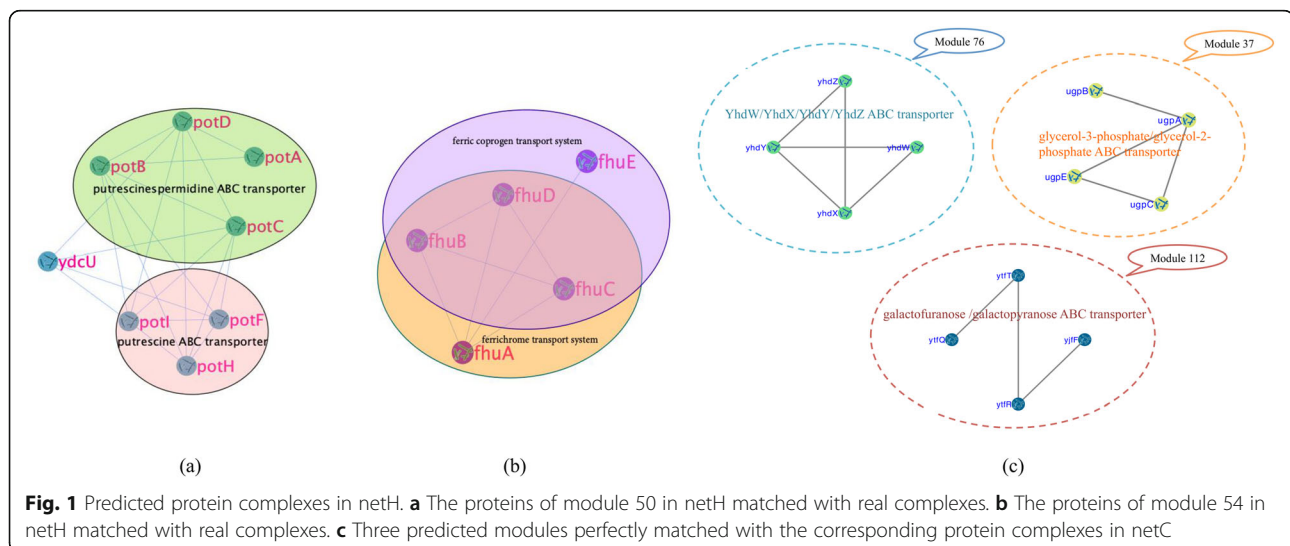 potD
potA
potB
putrescinespermidine ABC transporter
potC
ydcU
potI
potF
putrescine ABC transporter
potH
(a)
ferric coprogen transport system
fhuE
fhuD
fhuB
fhuC
ferrichrome transport system
fhuA
(b)
Module 76
yhdZ
YhdW/YhdX/YhdY/YhdZ ABC transporter
yhdY
yhdW
yhdX
Module 37
ugpB
ugpA
glycerol-3-phosphate/glycerol-2-
phosphate ABC transporter
ugpE
ugpC
Module 112
ytfT
galactofuranose /galactopyranose ABC transporter
ytfQ
yjfF
ytfR
(c)
Fig. 1 Predicted protein complexes in netH. a The proteins of module 50 in netH matched with real complexes. b The proteins of module 54 in
netH matched with real complexes. c Three predicted modules perfectly matched with the corresponding protein complexes in netC